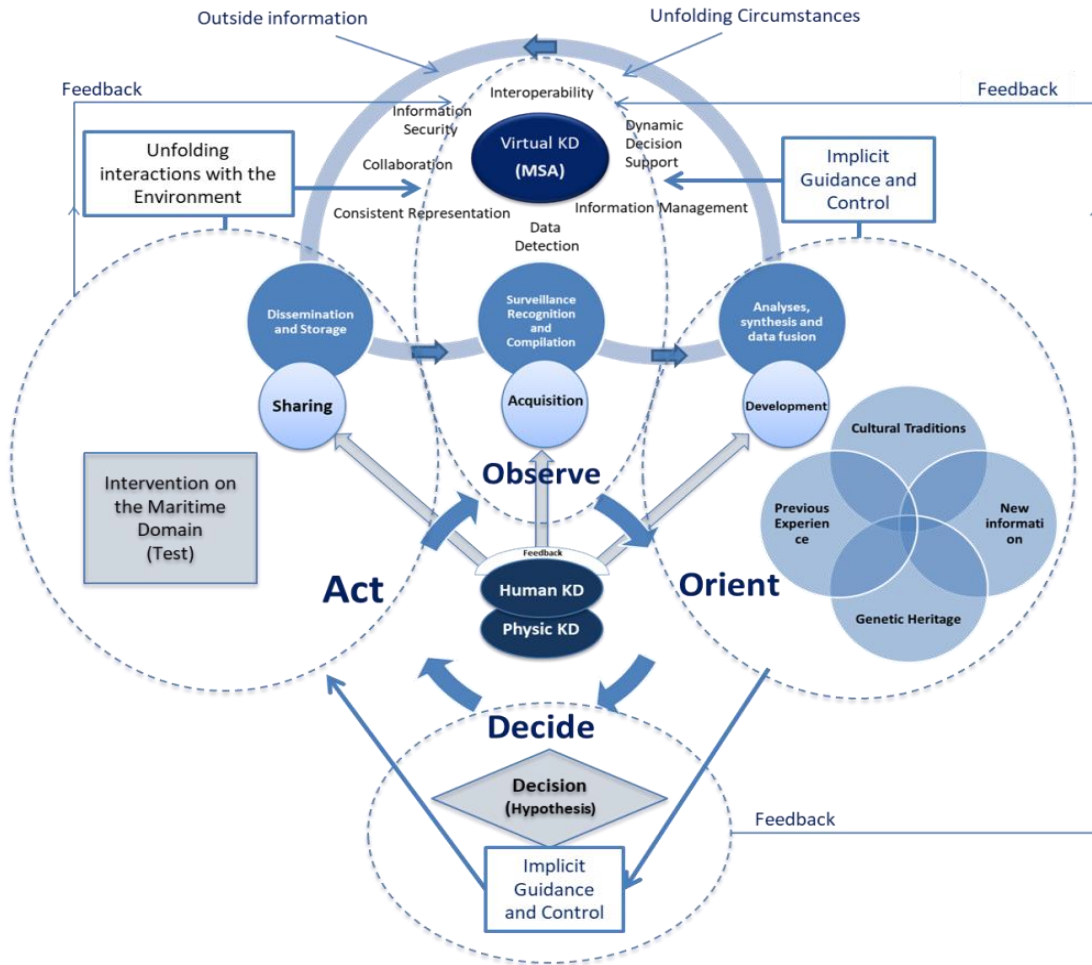 Outside information
Unfolding Circumstances
Feedback
Feedback
Interoperability
Information
Security
Virtual KD
(MSA)
Dynamic
Decision
Support
Collaboration
Consistent Representation
Information Management
Data
Detection
Unfolding
interactions with the
Environment
Implicit
Guidance and
Control
Dissemination
and Storage
Surveillance
Recognition
and
Compilation
Analyses,
synthesis and
data fusion
Sharing
Acquisition
Development
Observe
Cultural Traditions
Previous
Experien
ce
New
informati
on
Genetic Heritage
Intervention on
the Maritime
Domain
(Test)
Act
Orient
Feedback
Human KD
Physic KD
Decide
Decision
(Hypothesis)
Implicit
Guidance
and Control
Feedback